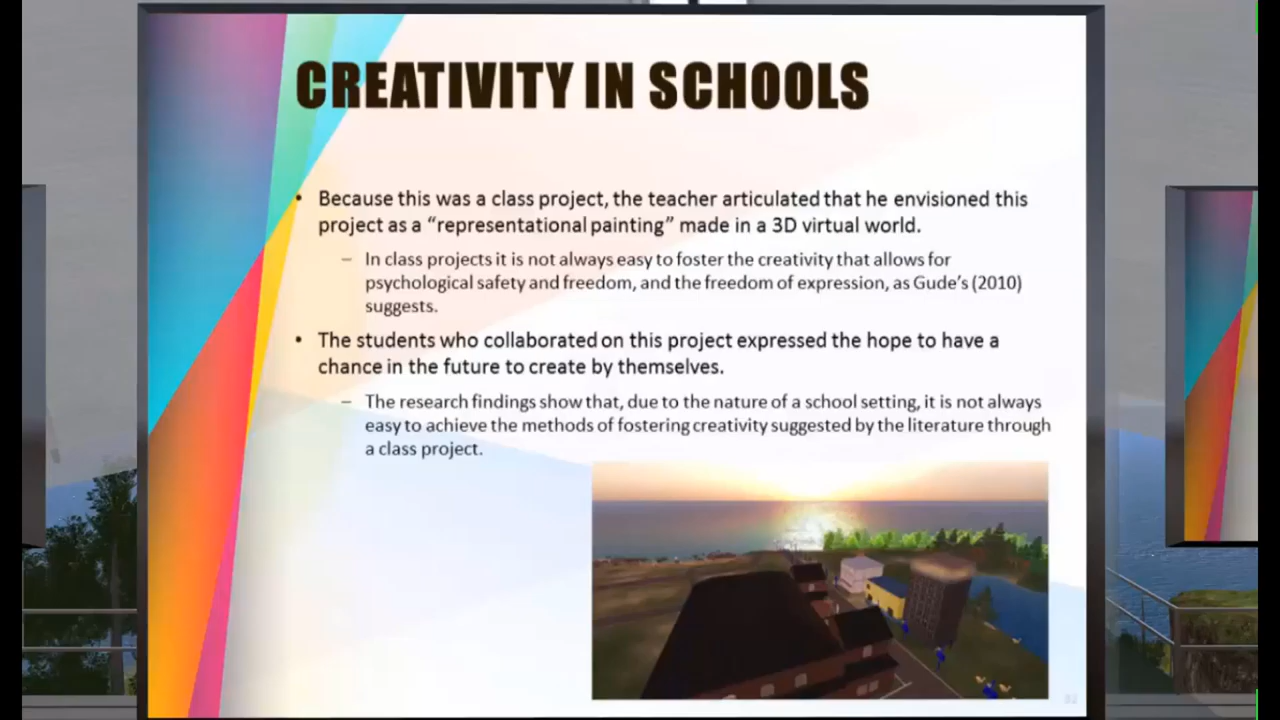 CREATIVITY IN SCHOOLS
• Because this was a class project, the teacher articulated that he envisioned this
project as a “representational painting” made in a 3D virtual world.
– In class projects it is not always easy to foster the creativity that allows for
psychological safety and freedom, and the freedom of expression, as Gude’s (2010)
suggests.
• The students who collaborated on this project expressed the hope to have a
chance in the future to create by themselves.
– The research findings show that, due to the nature of a school setting, it is not always
easy to achieve the methods of fostering creativity suggested by the literature through
a class project.